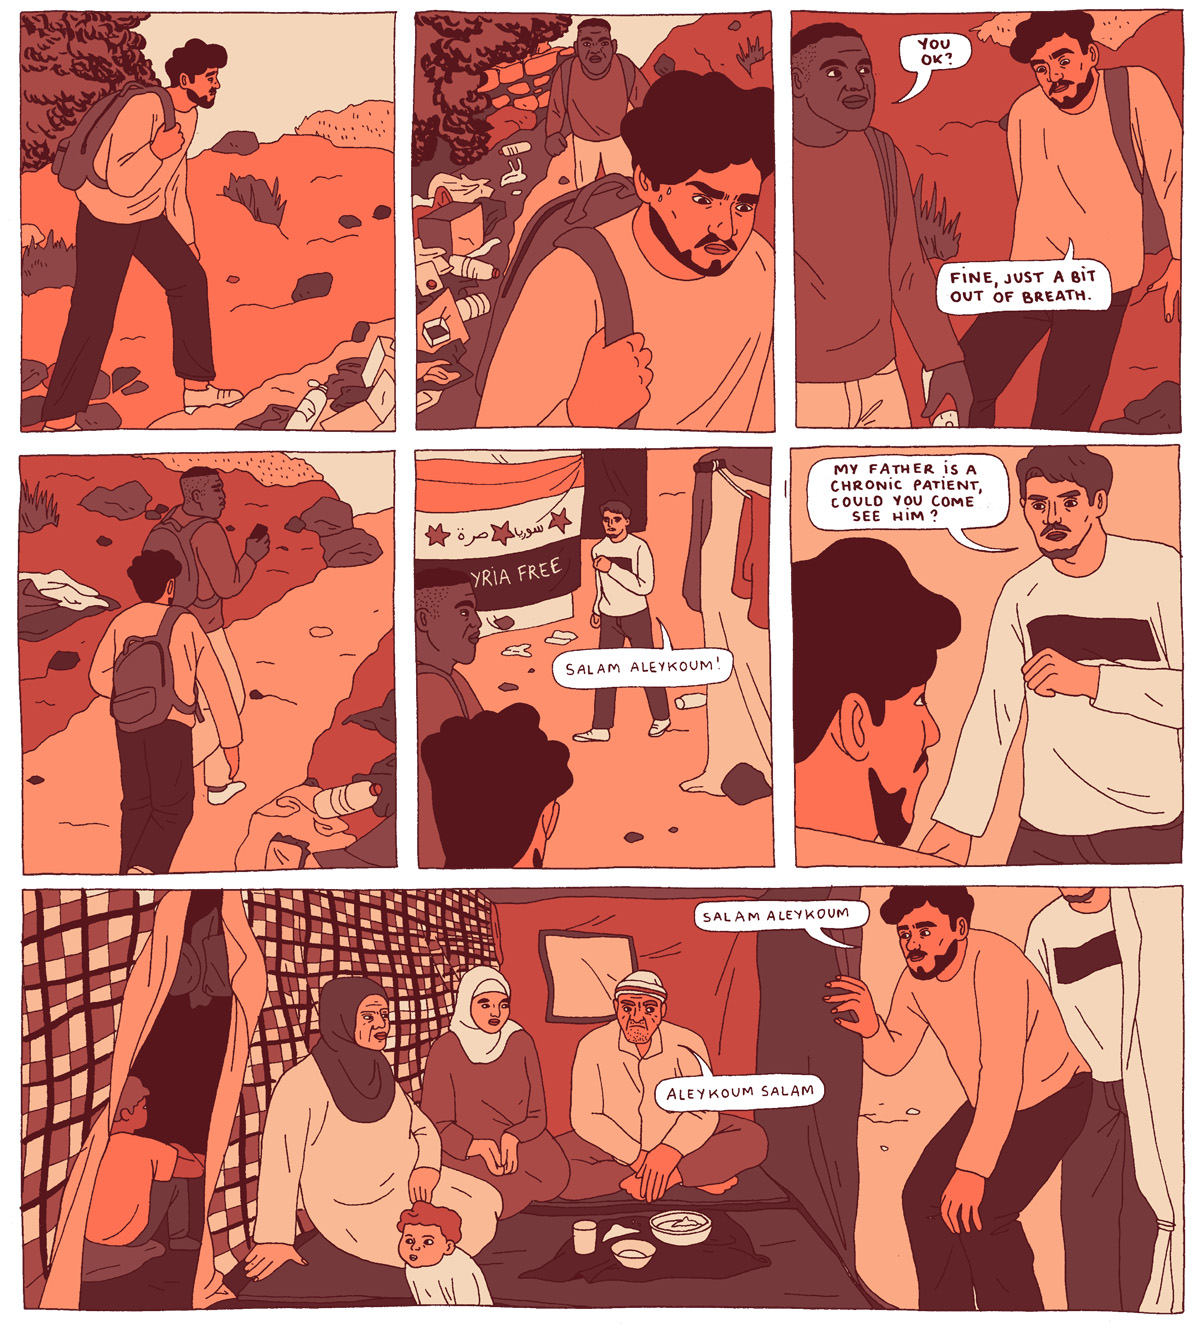 YOU
OK?
FINE, JUST A BIT
OUT OF BREATH.
سوريا حرة
YRIA FREE
SALAM ALEYKOUM!
MY FATHER IS A
CHRONIC PATIENT,
COULD YOU COME
SEE HIM?
SALAM ALEYKOUM
ALEYKOUM SALAM